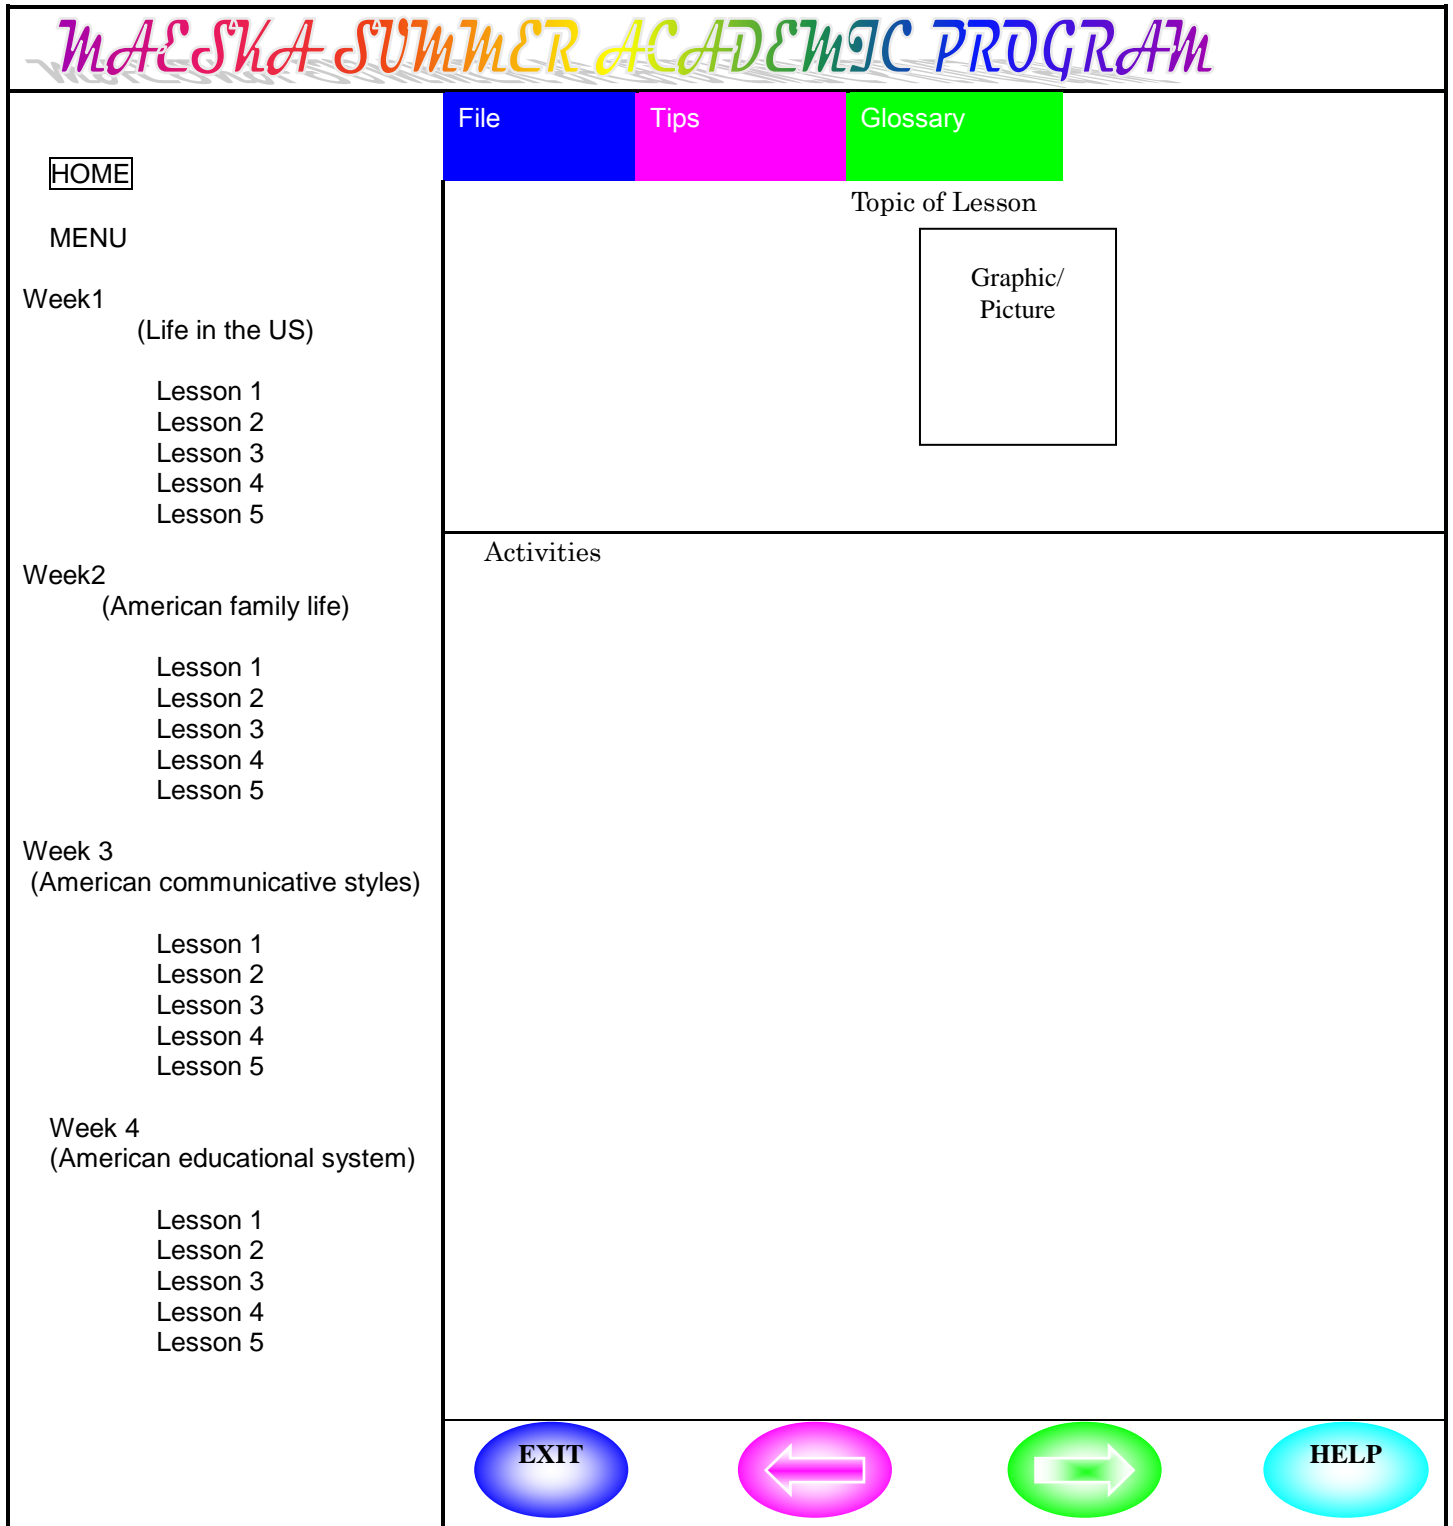 MAESKA SUMMER ACADEMIC PROGRAM
File Tips Glossary
HOME
MENU
Week1
(Life in the US)
Lesson 1
Lesson 2
Lesson 3
Lesson 4
Lesson 5
Week2
(American family life)
Lesson 1
Lesson 2
Lesson 3
Lesson 4
Lesson 5
Week 3
(American communicative styles)
Lesson 1
Lesson 2
Lesson 3
Lesson 4
Lesson 5
Week 4
(American educational system)
Lesson 1
Lesson 2
Lesson 3
Lesson 4
Lesson 5
Topic of Lesson
Graphic/
Picture
Activities
EXIT HELP